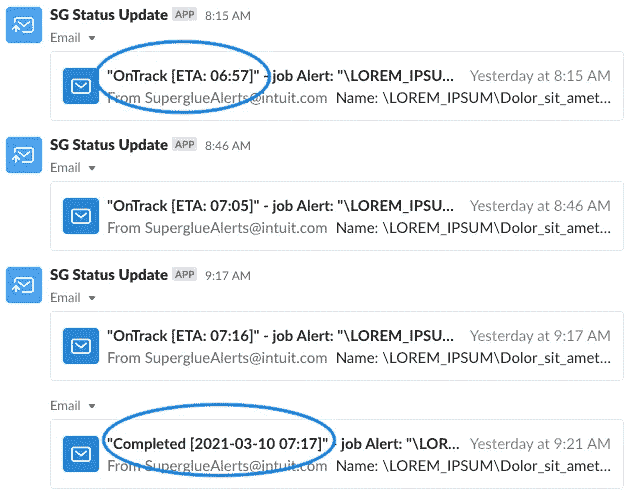 SG Status Update APP 8:15 AM
Email
"OnTrack [ETA: 06:57]" - job Alert: "\LOREM_IPSU... Yesterday at 8:15 AM
From SuperglueAlerts@intuit.com Name: \LOREM_IPSUM\Dolor_sit_amet...
SG Status Update APP 8:46 AM
Email
"OnTrack [ETA: 07:05]" - job Alert: "\LOREM_IPSU... Yesterday at 8:46 AM
From SuperglueAlerts@intuit.com Name: \LOREM_IPSUM\Dolor_sit_amet...
SG Status Update APP 9:17 AM
Email
"OnTrack [ETA: 07:16]" - job Alert: "\LOREM_IPSU... Yesterday at 9:17 AM
From SuperglueAlerts@intuit.com Name: \LOREM_IPSUM\Dolor_sit_amet...
Email
"Completed [2021-03-10 07:17]" - job Alert: "\LOR... Yesterday at 9:21 AM
From SuperglueAlerts@intuit.com Name: \LOREM_IPSUM\Dolor_sit_amet...